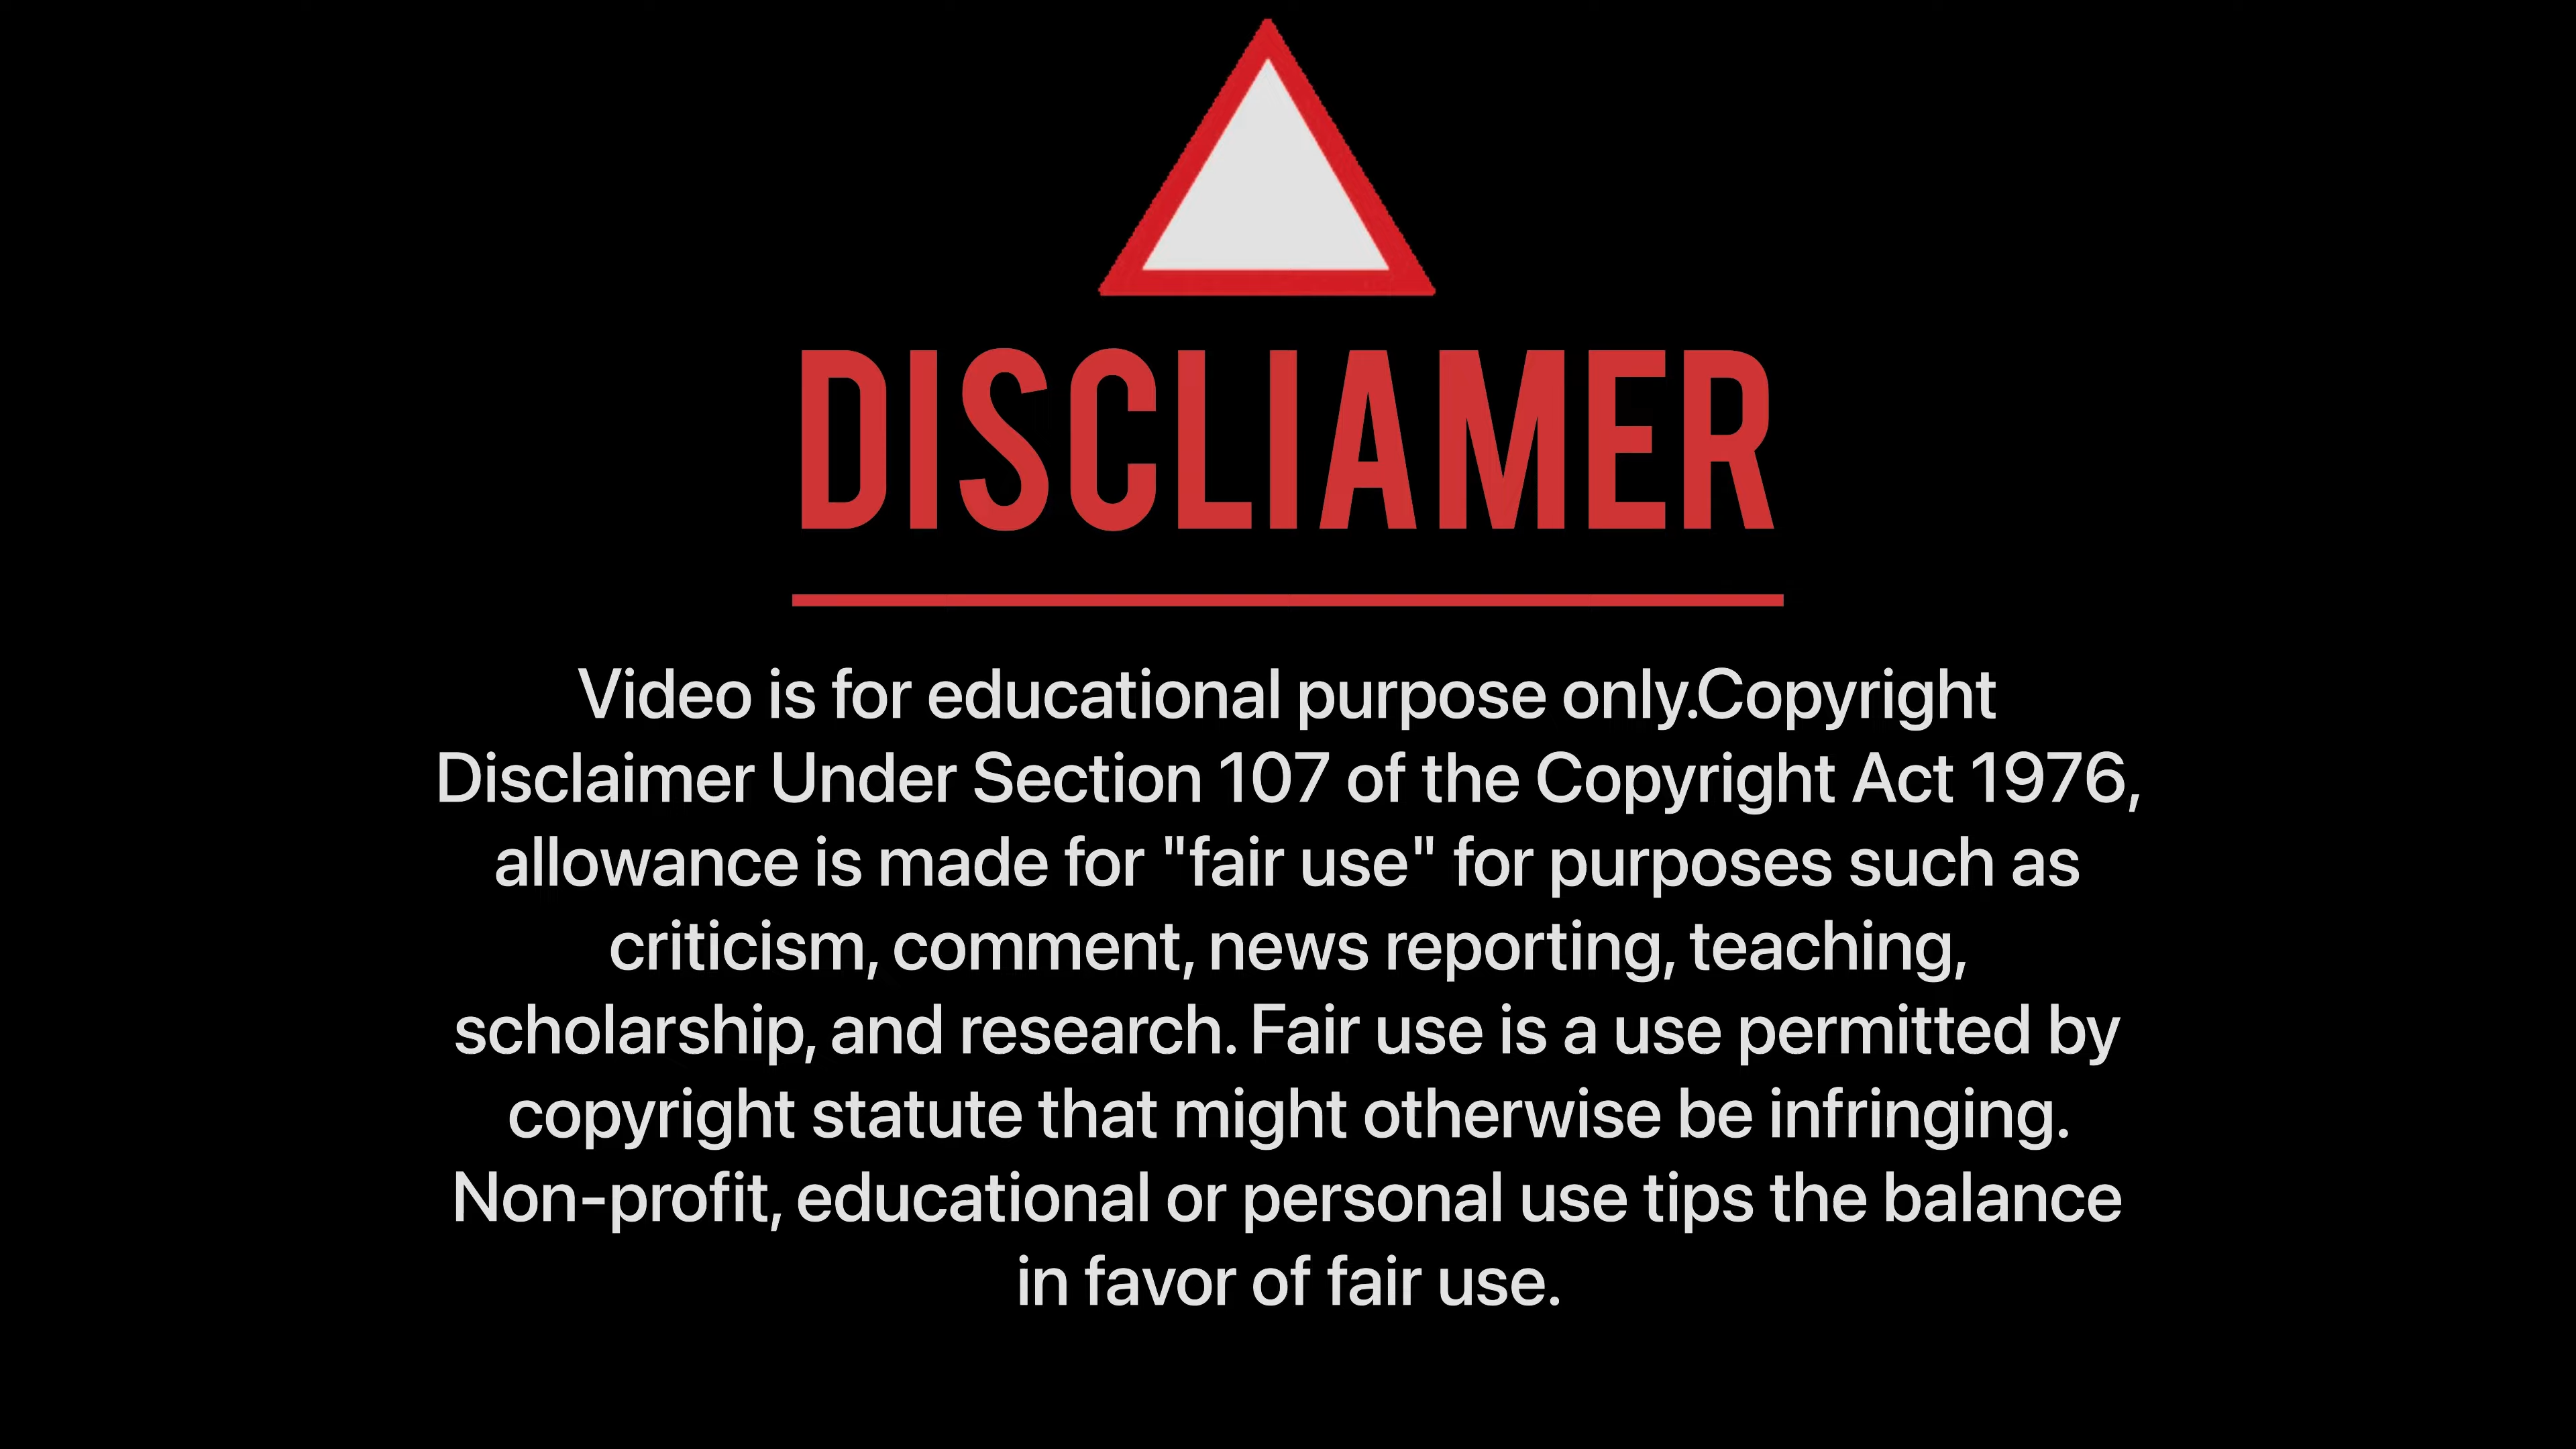 DISCLIAMER
Video is for educational purpose only.Copyright
Disclaimer Under Section 107 of the Copyright Act 1976,
allowance is made for "fair use" for purposes such as
criticism, comment, news reporting, teaching,
scholarship, and research. Fair use is a use permitted by
copyright statute that might otherwise be infringing.
Non-profit, educational or personal use tips the balance
in favor of fair use.